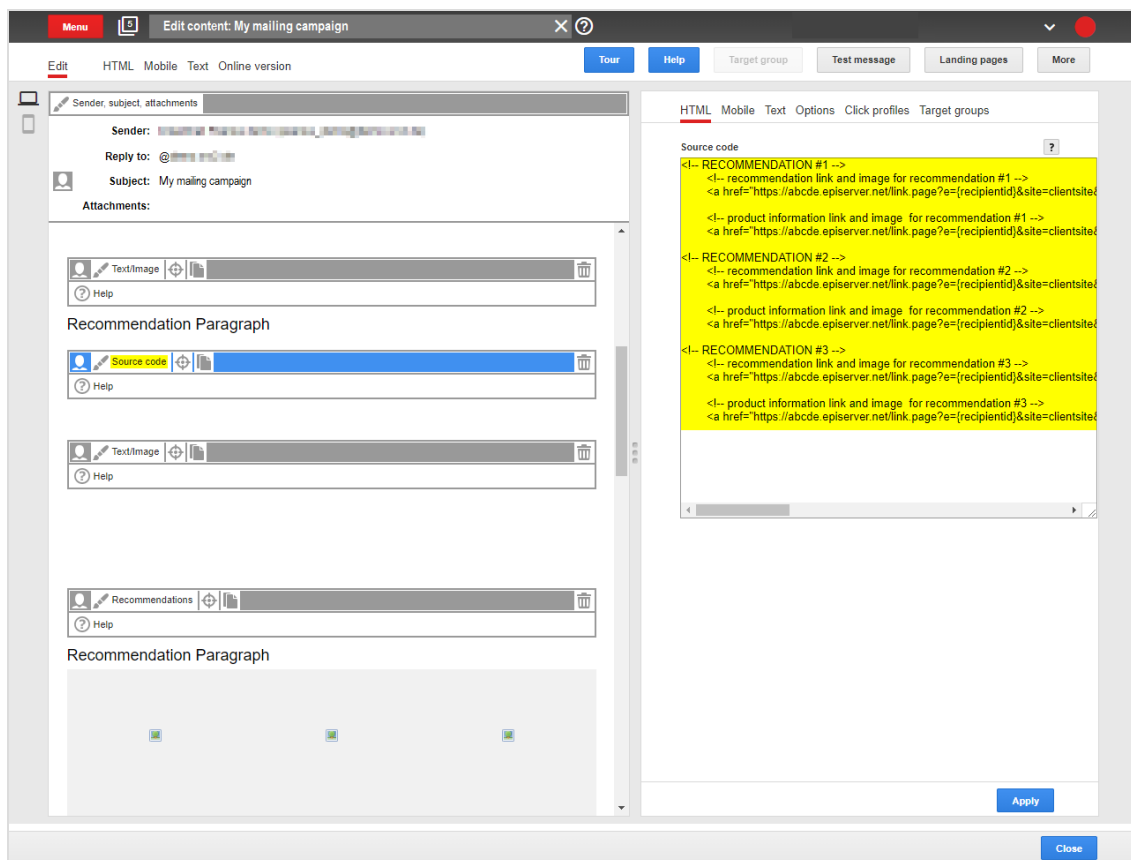 Menu 5 Edit content: My mailing campaign
Edit HTML Mobile Text Online version Tour Help Target group Test message Landing pages More
Sender, subject, attachments
Sender:
Reply to: @
Subject: My mailing campaign
Attachments:
Text/Image
? Help
Recommendation Paragraph
Source code
? Help
Text/Image
? Help
Recommendations
? Help
Recommendation Paragraph
HTML Mobile Text Options Click profiles Target groups
Source code ?
<!-- RECOMMENDATION #1 -->
<!-- recommendation link and image for recommendation #1 -->
<a href="https://abcde.episerver.net/link.page?e={recipientid}&site=clientsite&
<!-- product information link and image  for recommendation #1 -->
<a href="https://abcde.episerver.net/link.page?e={recipientid}&site=clientsite&
<!-- RECOMMENDATION #2 -->
<!-- recommendation link and image for recommendation #2 -->
<a href="https://abcde.episerver.net/link.page?e={recipientid}&site=clientsite&
<!-- product information link and image  for recommendation #2 -->
<a href="https://abcde.episerver.net/link.page?e={recipientid}&site=clientsite&
<!-- RECOMMENDATION #3 -->
<!-- recommendation link and image for recommendation #3 -->
<a href="https://abcde.episerver.net/link.page?e={recipientid}&site=clientsite&
<!-- product information link and image  for recommendation #3 -->
<a href="https://abcde.episerver.net/link.page?e={recipientid}&site=clientsite&
Apply
Close